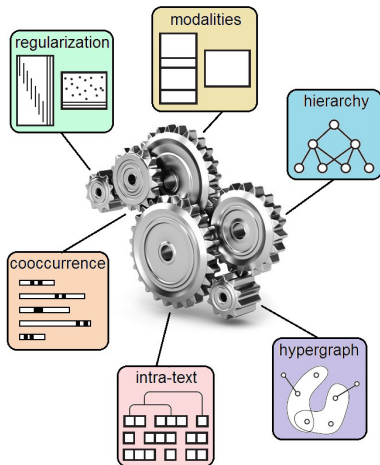 modalities
regularization
hierarchy
cooccurrence
hypergraph
intra-text